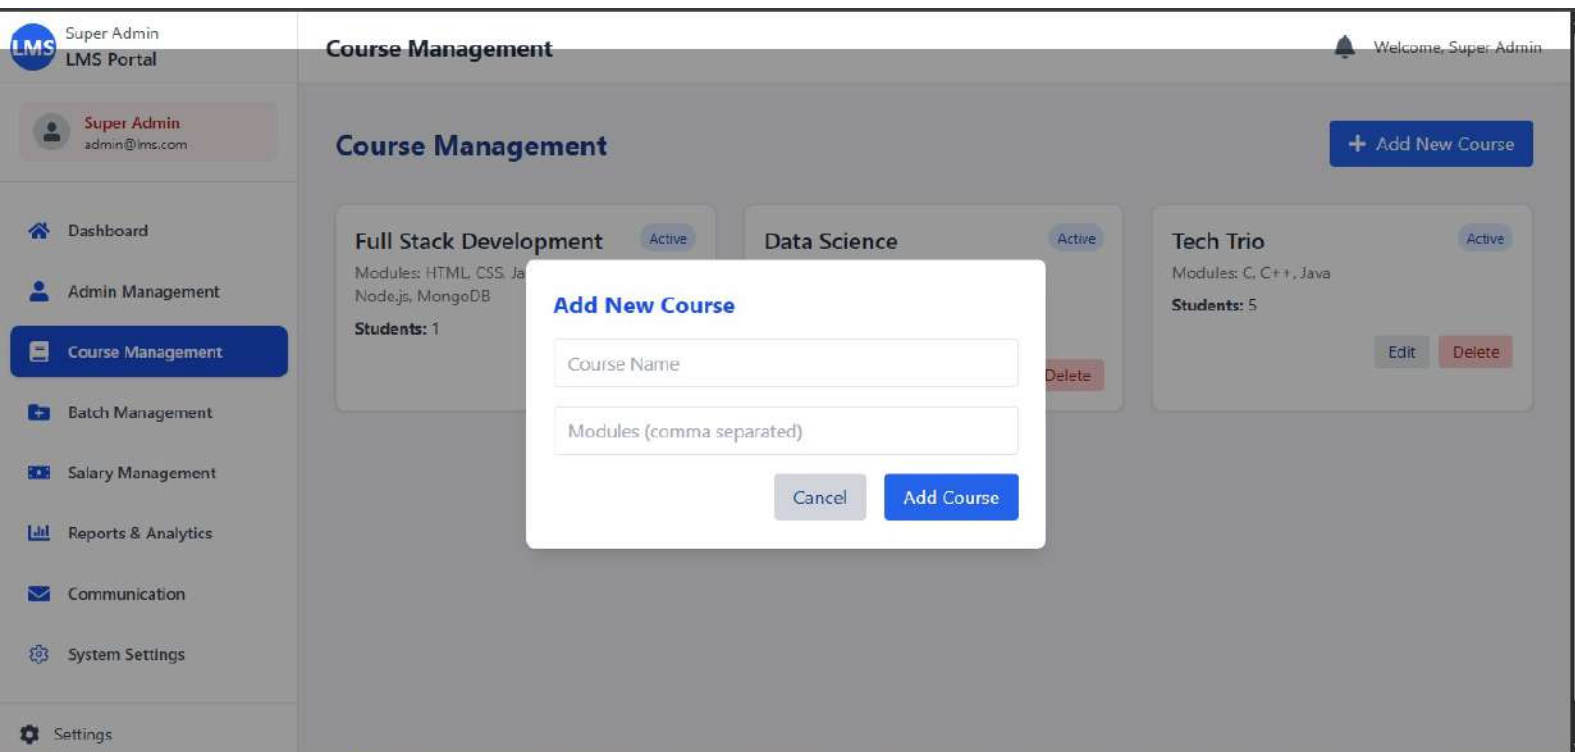 LMS
Super Admin
LMS Portal
Super Admin
admin@lms.com
Dashboard
Admin Management
Course Management
Batch Management
Salary Management
Reports & Analytics
Communication
System Settings
Settings
Course Management
Welcome, Super Admin
Course Management
+ Add New Course
Full Stack Development
Active
Modules: HTML, CSS, Ja
Node.js, MongoDB
Students: 1
Data Science
Active
Delete
Tech Trio
Active
Modules: C, C++, Java
Students: 5
Edit
Delete
Add New Course
Course Name
Modules (comma separated)
Cancel
Add Course